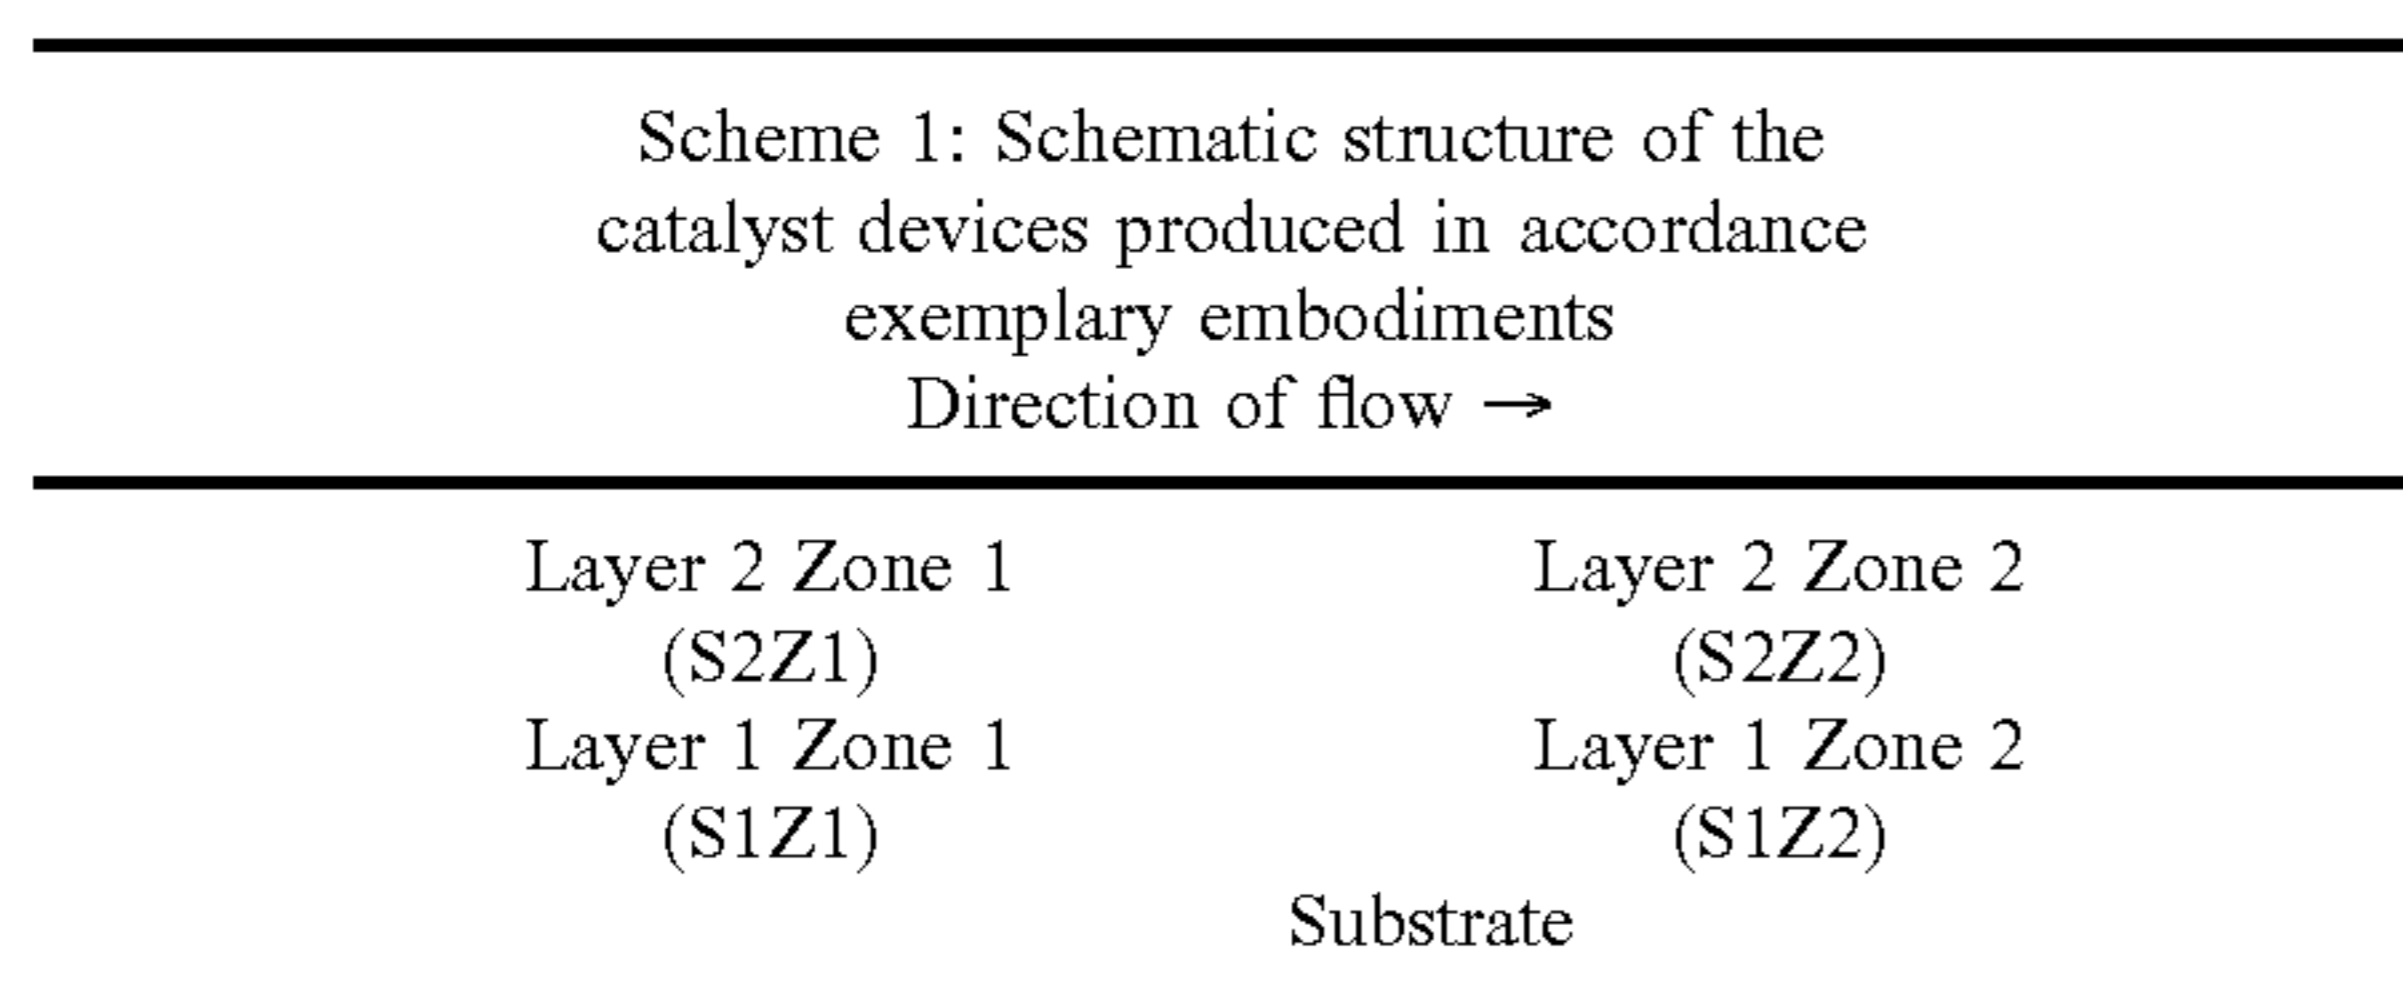 Scheme 1: Schematic structure of the
catalyst devices produced in accordance
exemplary embodiments
Direction of flow →
Layer 2 Zone 1 Layer 2 Zone 2
(S2Z1) (S2Z2)
Layer 1 Zone 1 Layer 1 Zone 2
(S1Z1) (S1Z2)
Substrate